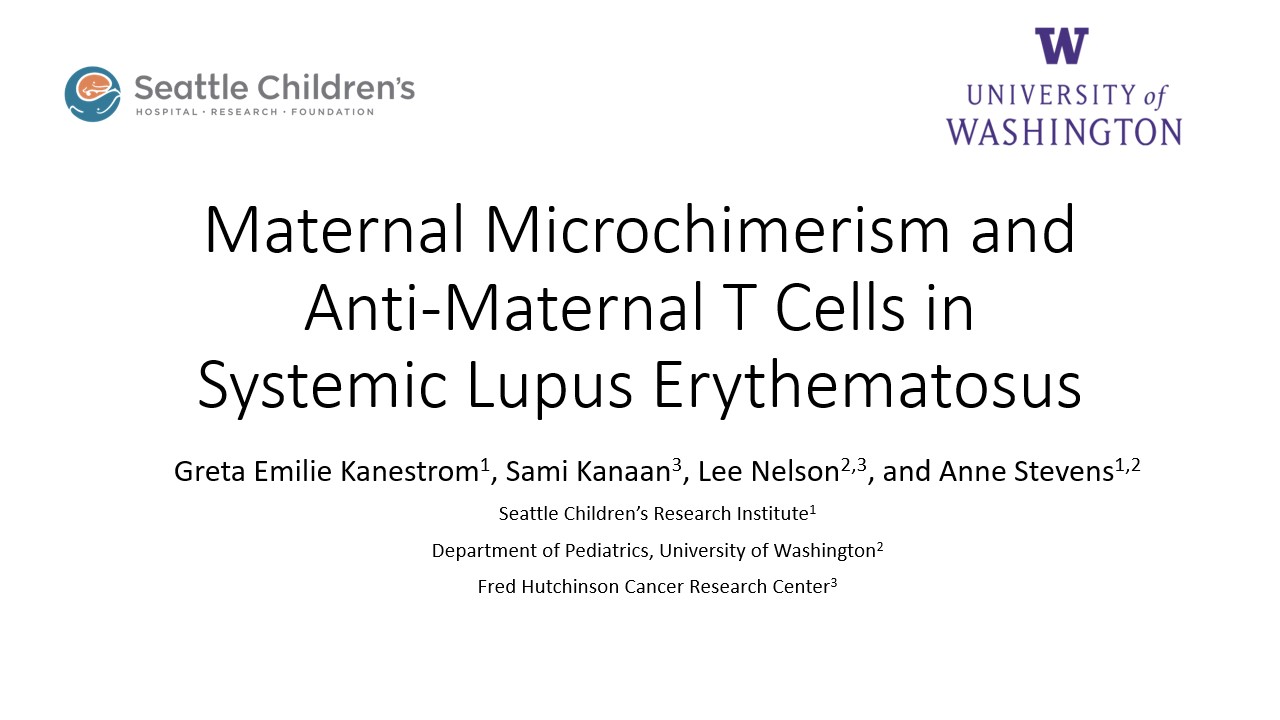 Seattle Children's
HOSPITAL · RESEARCH · FOUNDATION
W
UNIVERSITY of
WASHINGTON
Maternal Microchimerism and
Anti-Maternal T Cells in
Systemic Lupus Erythematosus
Greta Emilie Kanestrom¹, Sami Kanaan³, Lee Nelson²,³, and Anne Stevens¹,²
Seattle Children’s Research Institute¹
Department of Pediatrics, University of Washington²
Fred Hutchinson Cancer Research Center³